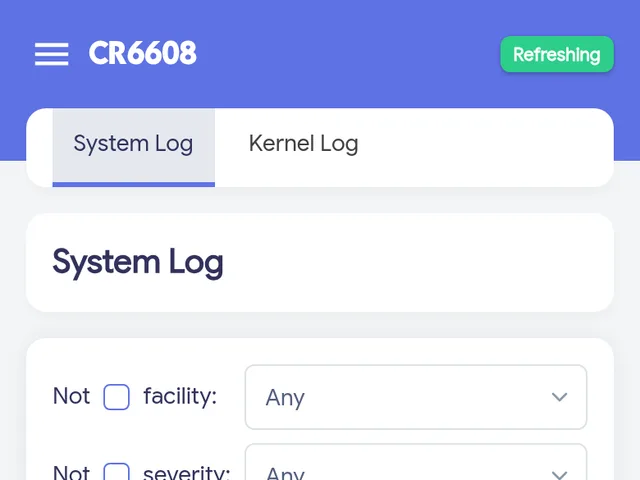 CR6608
Refreshing
System Log
Kernel Log
System Log
Not facility: Any
Not severity: Any